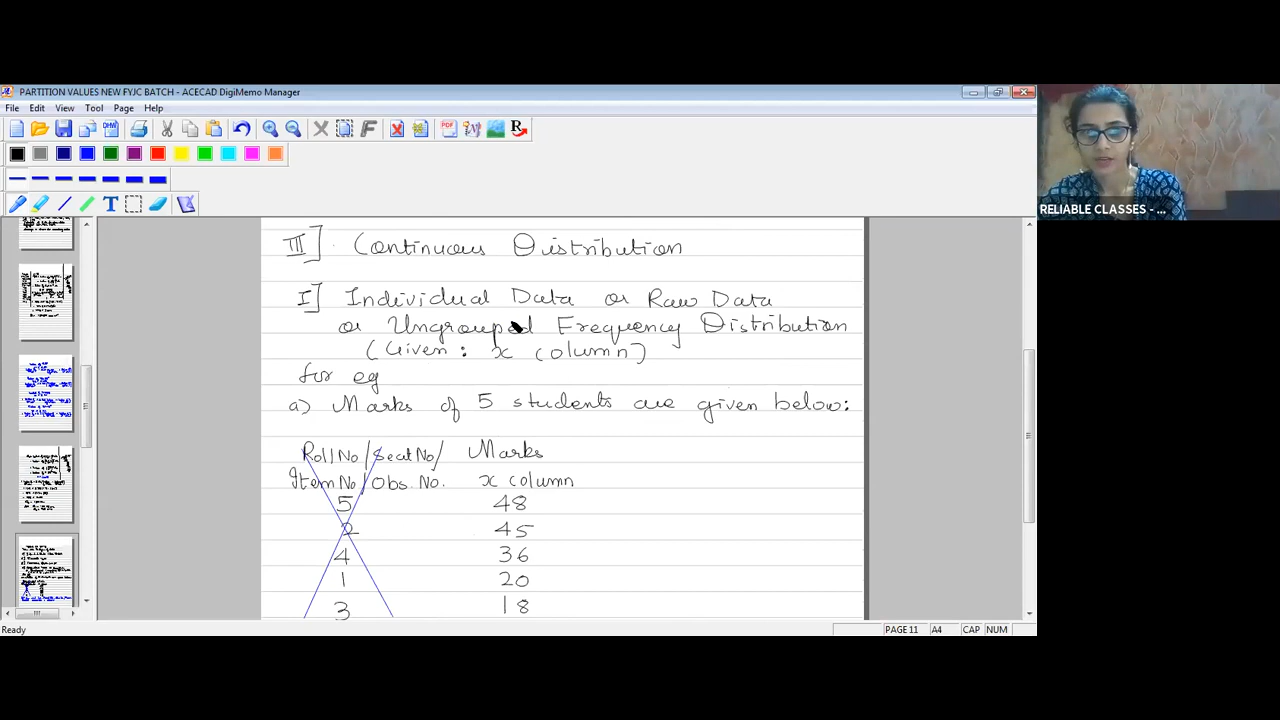 PARTITION VALUES NEW FYJC BATCH - ACECAD DigiMemo Manager
File Edit View Tool Page Help
III] Continuous Distribution
I] Individual Data or Raw Data
or Ungrouped Frequency Distribution
(Given : x column)
for eg
a) Marks of 5 students are given below:
Roll No / Seat No / Marks
Item No / Obs. No. x column
5 48
2 45
4 36
1 20
3 18
Ready PAGE 11 A4 CAP NUM
RELIABLE CLASSES - ...